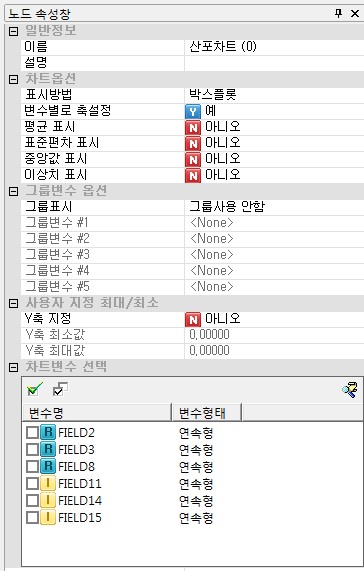 노드 속성창
일반정보
이름 산포차트 (0)
설명
차트옵션
표시방법 박스플롯
변수별로 축설정 Y 예
평균 표시 N 아니오
표준편차 표시 N 아니오
중앙값 표시 N 아니오
이상치 표시 N 아니오
그룹변수 옵션
그룹표시 그룹사용 안함
그룹변수 #1 <None>
그룹변수 #2 <None>
그룹변수 #3 <None>
그룹변수 #4 <None>
그룹변수 #5 <None>
사용자 지정 최대/최소
Y축 지정 N 아니오
Y축 최소값 0,00000
Y축 최대값 0,00000
차트변수 선택
변수명 변수형태
R FIELD2 연속형
R FIELD3 연속형
R FIELD8 연속형
I FIELD11 연속형
I FIELD14 연속형
I FIELD15 연속형